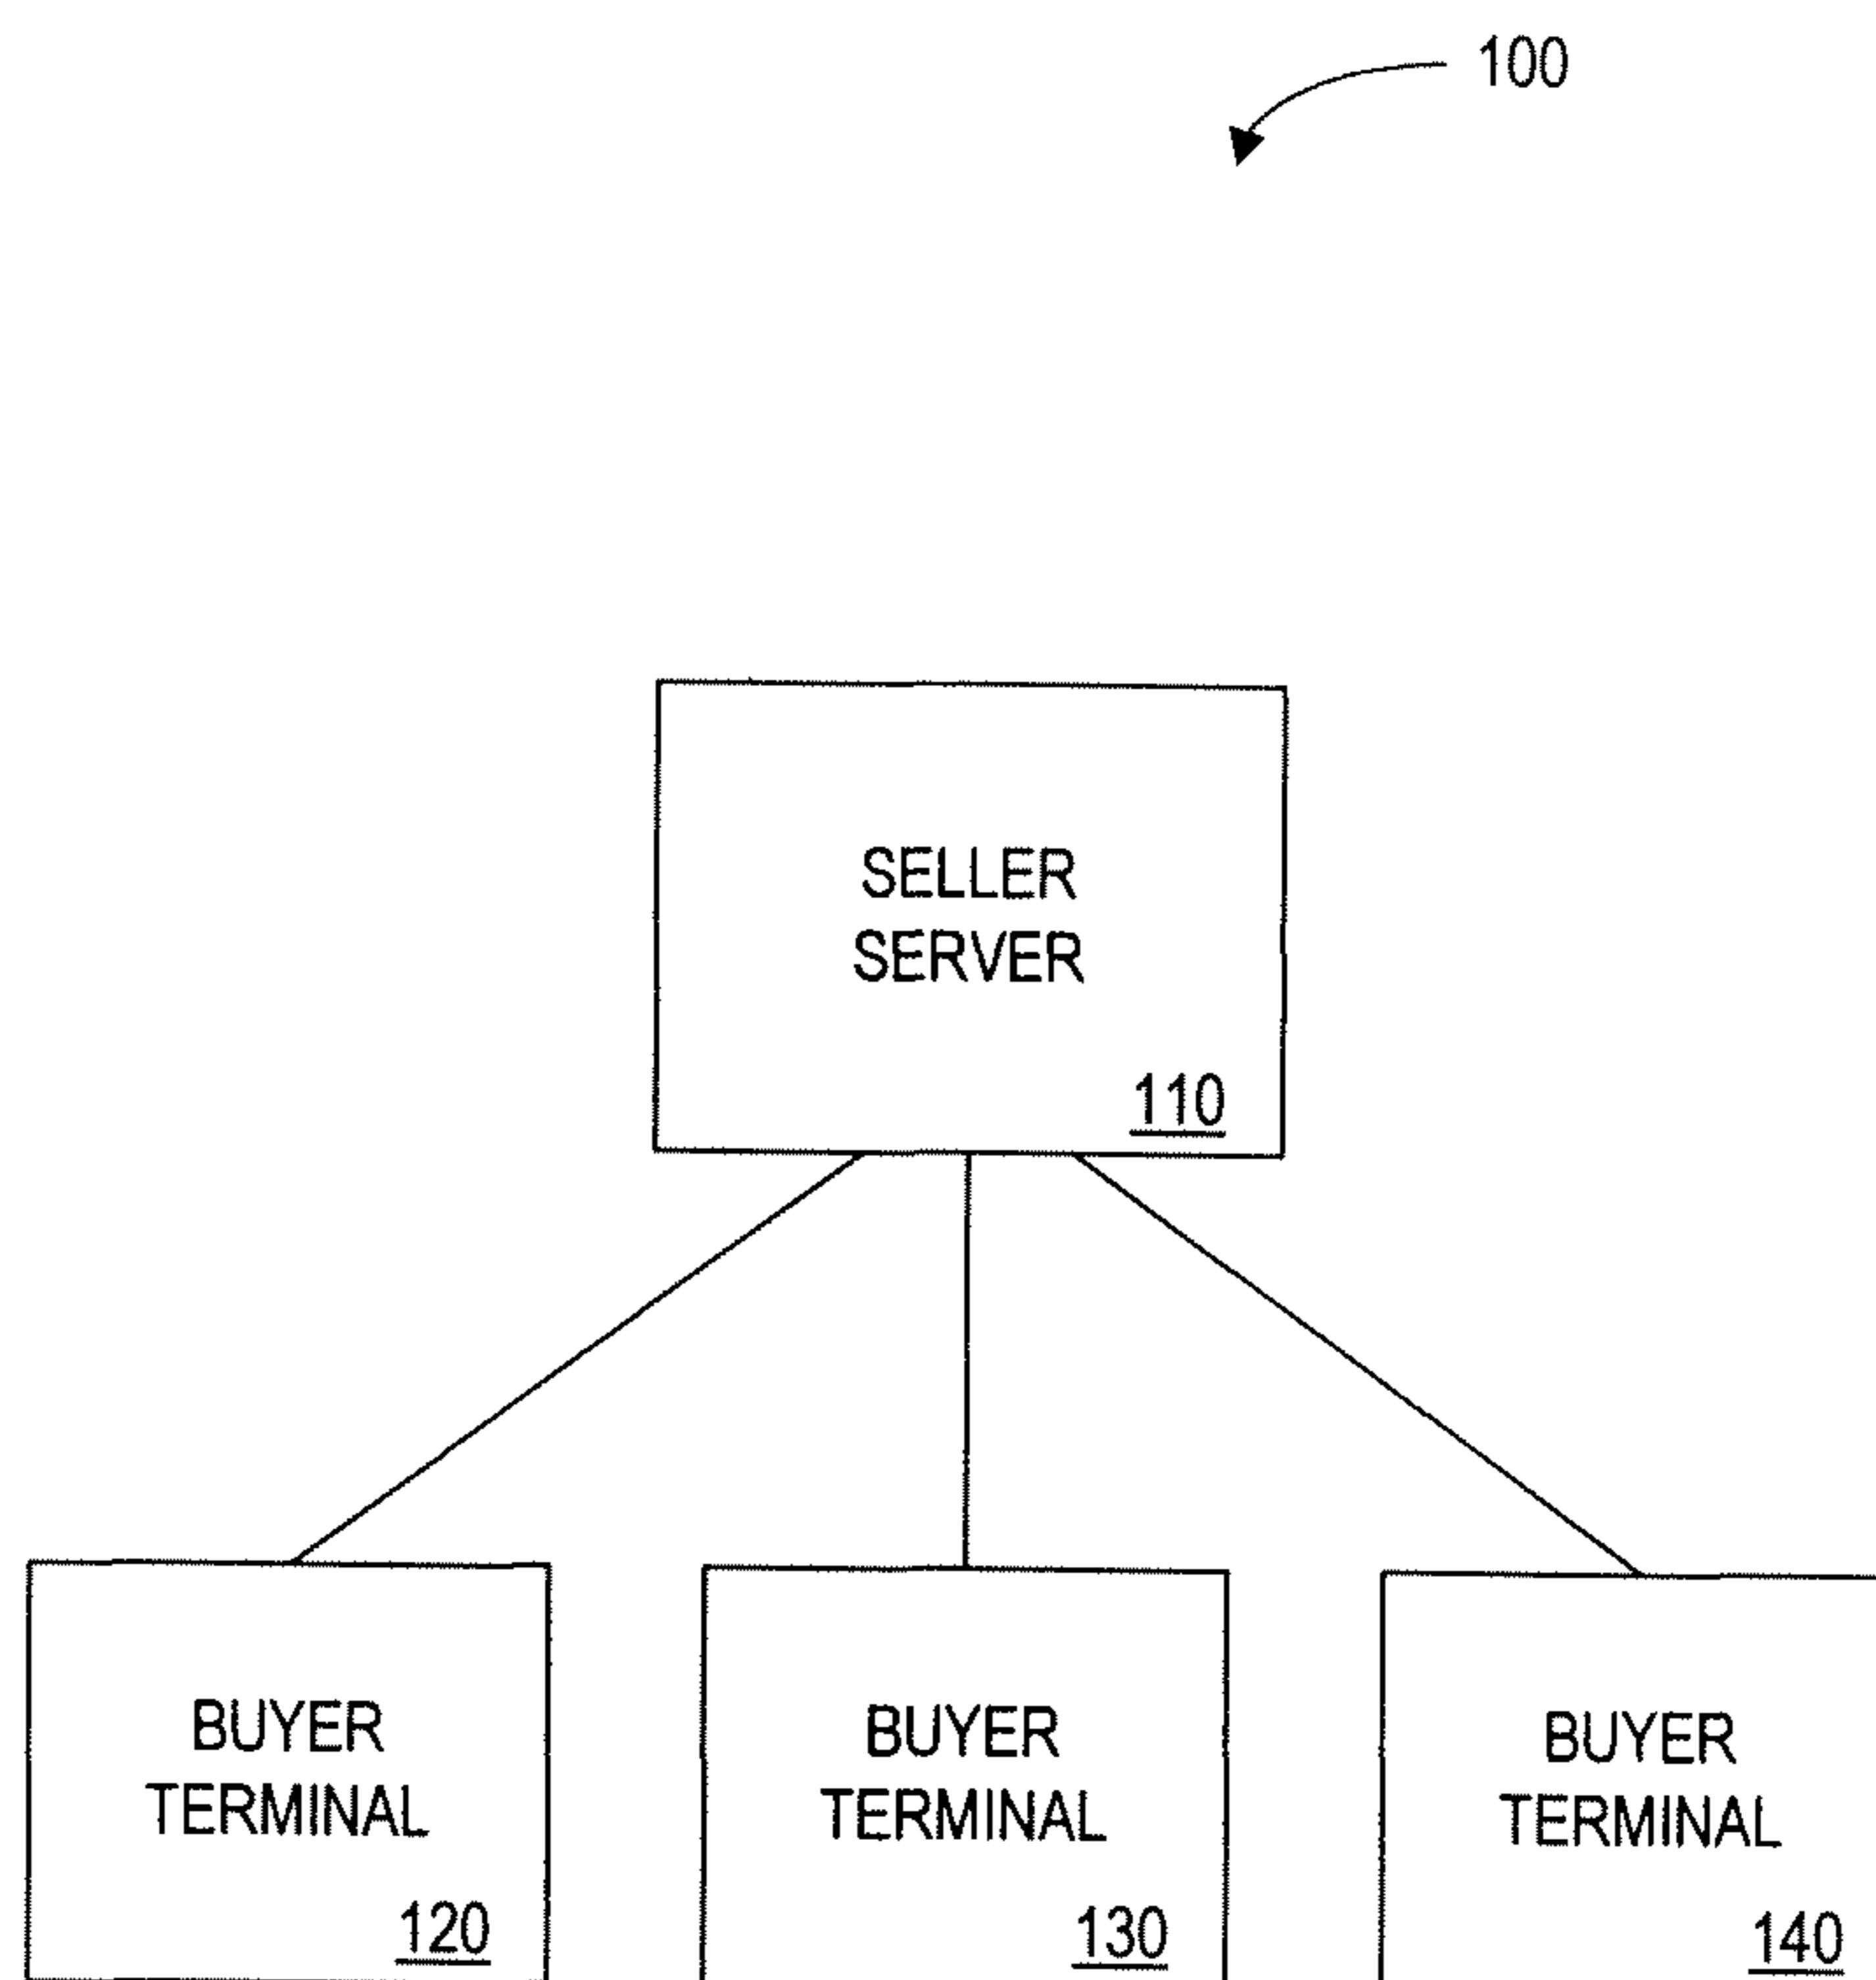 100
SELLER
SERVER
110
BUYER
TERMINAL
120
BUYER
TERMINAL
130
BUYER
TERMINAL
140